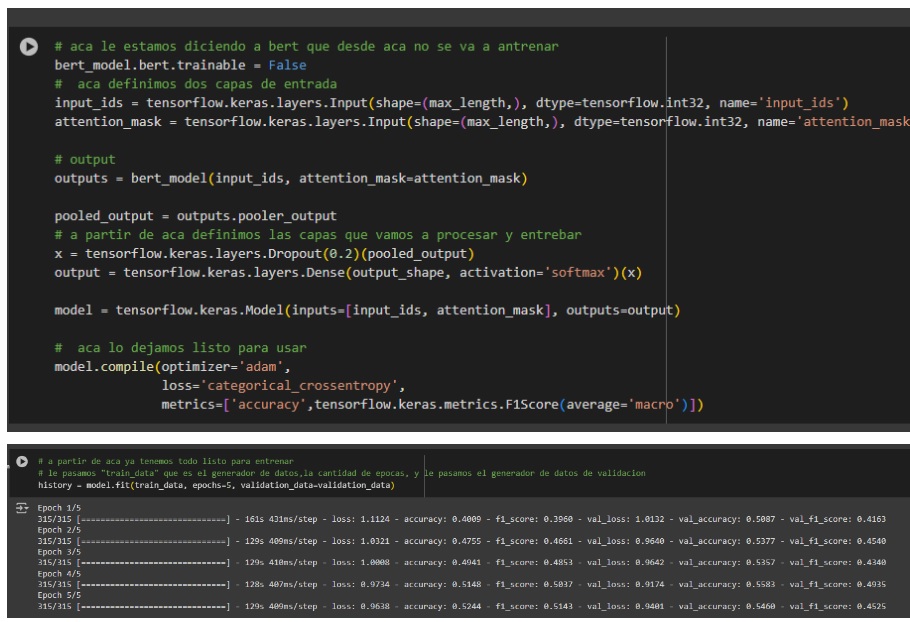 # aca le estamos diciendo a bert que desde aca no se va a antrenar
bert_model.bert.trainable = False
#  aca definimos dos capas de entrada
input_ids = tensorflow.keras.layers.Input(shape=(max_length,), dtype=tensorflow.int32, name='input_ids')
attention_mask = tensorflow.keras.layers.Input(shape=(max_length,), dtype=tensorflow.int32, name='attention_mask
# output
outputs = bert_model(input_ids, attention_mask=attention_mask)
pooled_output = outputs.pooler_output
# a partir de aca definimos las capas que vamos a procesar y entrebar
x = tensorflow.keras.layers.Dropout(0.2)(pooled_output)
output = tensorflow.keras.layers.Dense(output_shape, activation='softmax')(x)
model = tensorflow.keras.Model(inputs=[input_ids, attention_mask], outputs=output)
#  aca lo dejamos listo para usar
model.compile(optimizer='adam',
loss='categorical_crossentropy',
metrics=['accuracy',tensorflow.keras.metrics.F1Score(average='macro')])
# a partir de aca ya tenemos todo listo para entrenar
# le pasamos "train_data" que es el generador de datos,la cantidad de epocas, y le pasamos el generador de datos de validacion
history = model.fit(train_data, epochs=5, validation_data=validation_data)
Epoch 1/5
315/315 [==============================] - 161s 431ms/step - loss: 1.1124 - accuracy: 0.4009 - f1_score: 0.3960 - val_loss: 1.0132 - val_accuracy: 0.5087 - val_f1_score: 0.4163
Epoch 2/5
315/315 [==============================] - 129s 409ms/step - loss: 1.0321 - accuracy: 0.4755 - f1_score: 0.4661 - val_loss: 0.9640 - val_accuracy: 0.5377 - val_f1_score: 0.4540
Epoch 3/5
315/315 [==============================] - 129s 410ms/step - loss: 1.0008 - accuracy: 0.4941 - f1_score: 0.4853 - val_loss: 0.9642 - val_accuracy: 0.5357 - val_f1_score: 0.4340
Epoch 4/5
315/315 [==============================] - 128s 407ms/step - loss: 0.9734 - accuracy: 0.5148 - f1_score: 0.5037 - val_loss: 0.9174 - val_accuracy: 0.5583 - val_f1_score: 0.4935
Epoch 5/5
315/315 [==============================] - 129s 409ms/step - loss: 0.9638 - accuracy: 0.5244 - f1_score: 0.5143 - val_loss: 0.9401 - val_accuracy: 0.5460 - val_f1_score: 0.4525